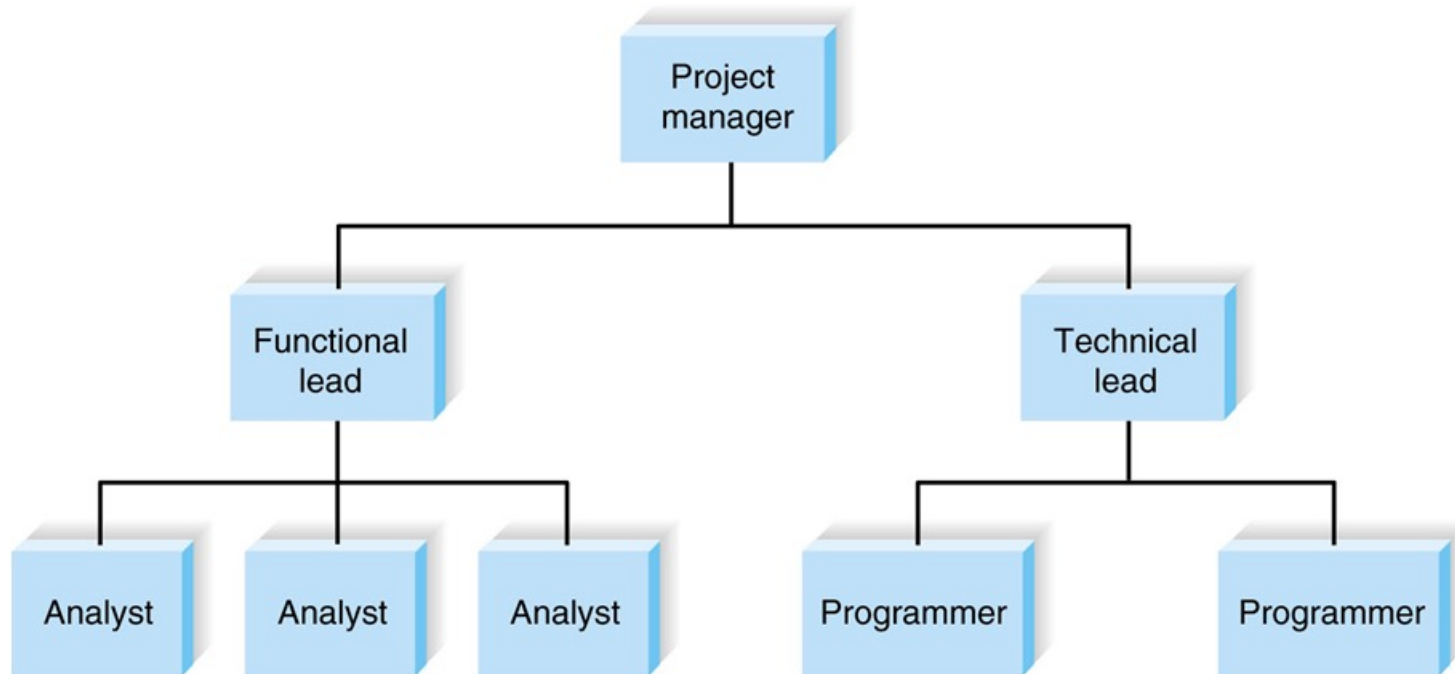 Project
manager
Functional
lead
Technical
lead
Analyst
Analyst
Analyst
Programmer
Programmer